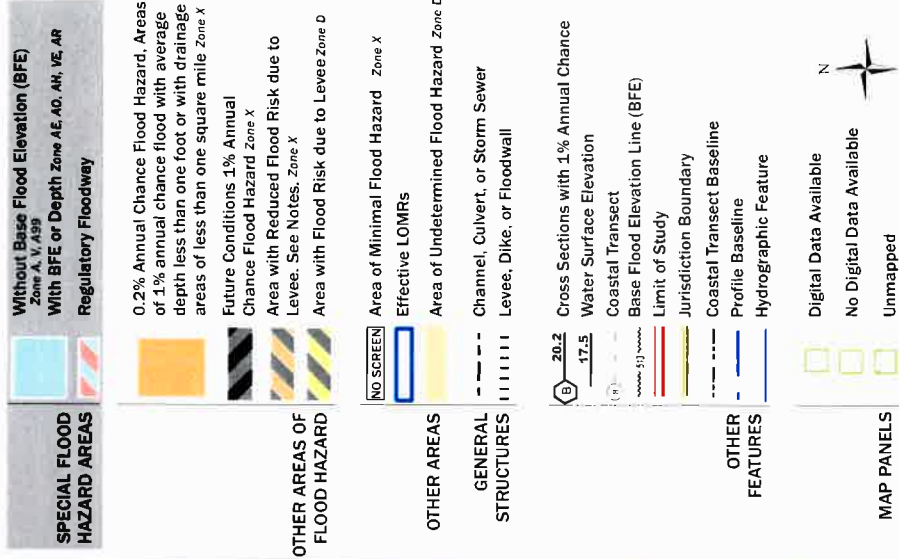 SPECIAL FLOOD
HAZARD AREAS
Without Base Flood Elevation (BFE)
Zone A, V, A99
With BFE or Depth Zone AE, AO, AH, VE, AR
Regulatory Floodway
OTHER AREAS OF
FLOOD HAZARD
0.2% Annual Chance Flood Hazard, Areas
of 1% annual chance flood with average
depth less than one foot or with drainage
areas of less than one square mile Zone X
Future Conditions 1% Annual
Chance Flood Hazard Zone X
Area with Reduced Flood Risk due to
Levee. See Notes. Zone X
Area with Flood Risk due to Levee Zone D
OTHER AREAS
NO SCREEN
Area of Minimal Flood Hazard Zone X
Effective LOMRs
Area of Undetermined Flood Hazard Zone D
GENERAL
STRUCTURES
Channel, Culvert, or Storm Sewer
Levee, Dike, or Floodwall
OTHER
FEATURES
B 20.2
17.5
Cross Sections with 1% Annual Chance
Water Surface Elevation
Coastal Transect
513
Base Flood Elevation Line (BFE)
Limit of Study
Jurisdiction Boundary
Coastal Transect Baseline
Profile Baseline
Hydrographic Feature
MAP PANELS
Digital Data Available
No Digital Data Available
Unmapped
N